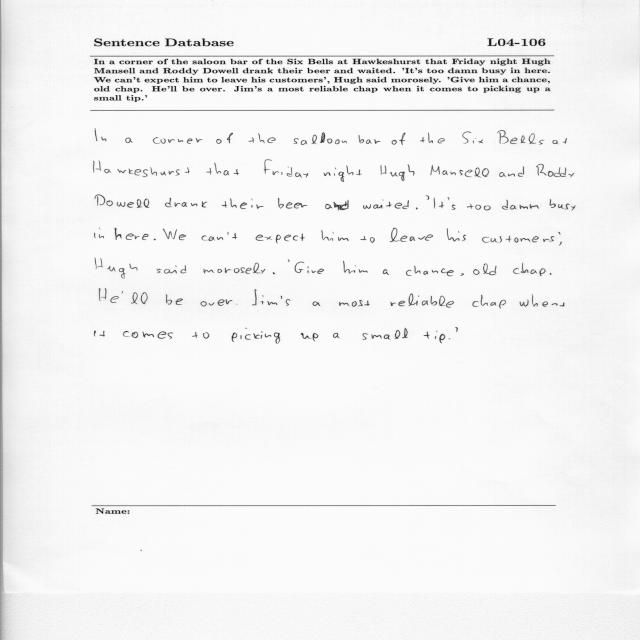 Sentence Database L04-106
In a corner of the saloon bar of the Six Bells at Hawkeshurst that Friday night Hugh
Mansell and Roddy Dowell drank their beer and waited. 'It's too damn busy in here.
We can't expect him to leave his customers', Hugh said morosely. 'Give him a chance,
old chap. He'll be over. Jim's a most reliable chap when it comes to picking up a
small tip.'
In a corner of the salloon bar of the Six Bells at
Hawkeshurst that Friday night Hugh Mansell and Roddy
Dowell drank their beer and waited. 'It's too damn busy
in here. We can't expect him to leave his customers',
Hugh said morosely. 'Give him a chance, old chap.
He'll be over. Jim's a most reliable chap when
it comes to picking up a small tip.'
Name: